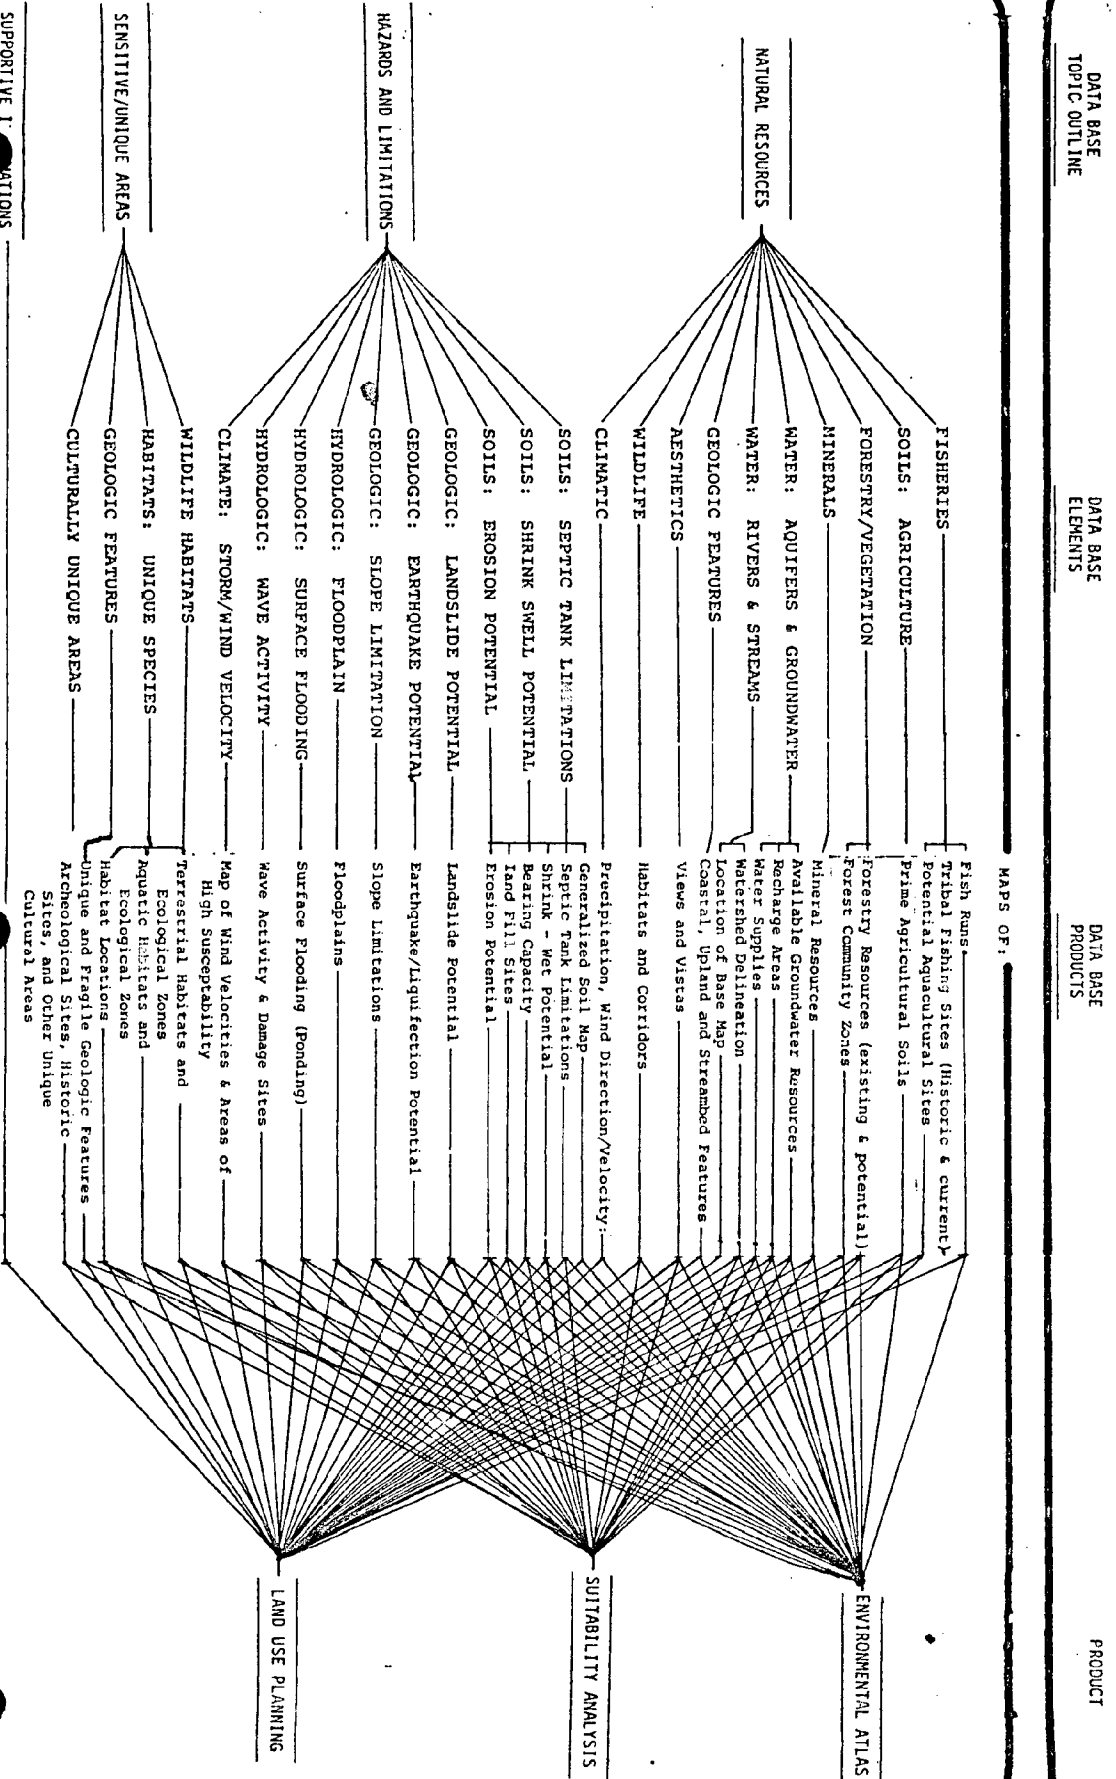 DATA BASE
TOPIC OUTLINE
DATA BASE
ELEMENTS
DATA BASE
PRODUCTS
PRODUCT
MAPS OF:
NATURAL RESOURCES
HAZARDS AND LIMITATIONS
SENSITIVE/UNIQUE AREAS
SUPPORTIVE
FISHERIES
SOILS: AGRICULTURE
FORESTRY/VEGETATION
MINERALS
WATER: AQUIFERS & GROUNDWATER
WATER: RIVERS & STREAMS
GEOLOGIC FEATURES
AESTHETICS
WILDLIFE
CLIMATIC
SOILS: SEPTIC TANK LIMITATIONS
SOILS: SHRINK SWELL POTENTIAL
SOILS: EROSION POTENTIAL
GEOLOGIC: LANDSLIDE POTENTIAL
GEOLOGIC: EARTHQUAKE POTENTIAL
GEOLOGIC: SLOPE LIMITATION
HYDROLOGIC: FLOODPLAIN
HYDROLOGIC: SURFACE FLOODING
HYDROLOGIC: WAVE ACTIVITY
CLIMATE: STORM/WIND VELOCITY
WILDLIFE HABITATS
HABITATS: UNIQUE SPECIES
GEOLOGIC FEATURES
CULTURALLY UNIQUE AREAS
Fish Runs
Tribal Fishing Sites (Historic & current)
Potential Aquacultural Sites
Prime Agricultural Soils
Forestry Resources (existing & potential)
Forest Community Zones
Mineral Resources
Available Groundwater Resources
Recharge Areas
Water Supplies
Watershed Delineation
Location of Base Map
Coastal, Upland and Streambed Features
Views and Vistas
Habitats and Corridors
Precipitation, Wind Direction/Velocity
Generalized Soil Map
Septic Tank Limitations
Shrink - Wet Potential
Bearing Capacity
Land Fill Sites
Erosion Potential
Landslide Potential
Earthquake/Liquifection Potential
Slope Limitations
Floodplains
Surface Flooding (Ponding)
Wave Activity & Damage Sites
Map of Wind Velocities & Areas of
High Susceptability
Terrestrial Habitats and
Ecological Zones
Aquatic Habitats and
Ecological Zones
Habitat Locations
Unique and Fragile Geologic Features
Archeological Sites, Historic
Sites, and Other Unique
Cultural Areas
ENVIRONMENTAL ATLAS
SUITABILITY ANALYSIS
LAND USE PLANNING